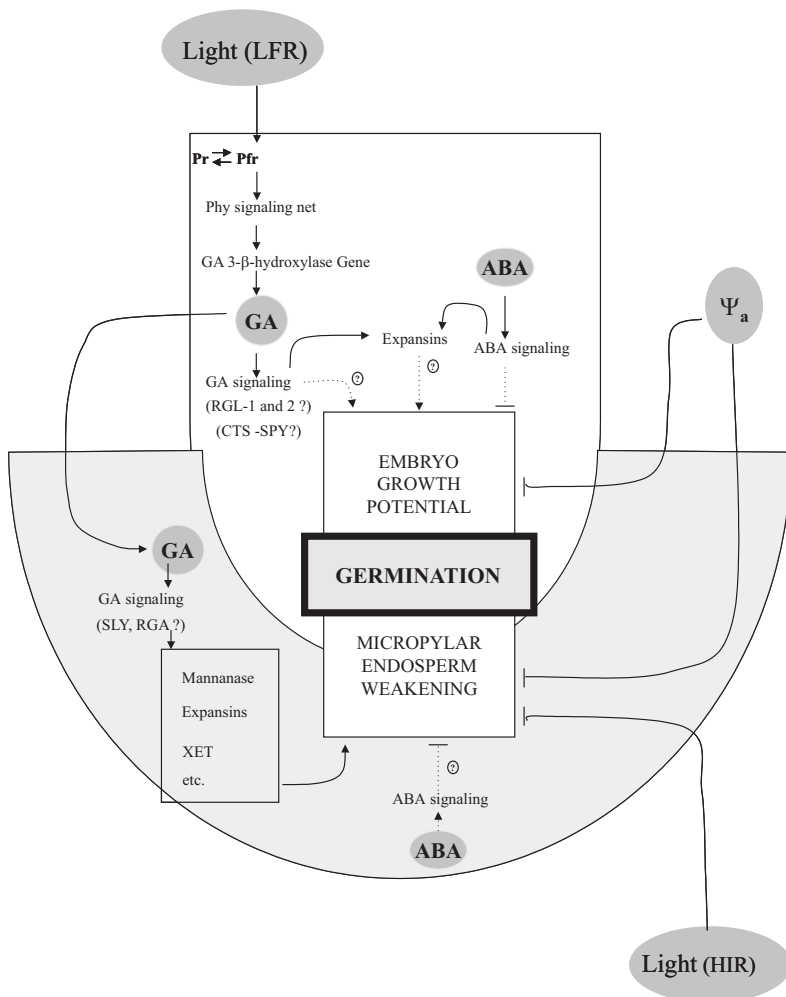 Light (LFR)
Pr Pfr
Phy signaling net
GA 3-β-hydroxylase Gene
ABA
Ψa
GA
Expansins
ABA signaling
GA signaling
?
?
(RGL-1 and 2 ?)
(CTS -SPY?)
EMBRYO
GROWTH
POTENTIAL
GA
GERMINATION
GA signaling
(SLY, RGA ?)
MICROPYLAR
ENDOSPERM
WEAKENING
Mannanase
Expansins
XET
etc.
?
ABA signaling
ABA
Light (HIR)